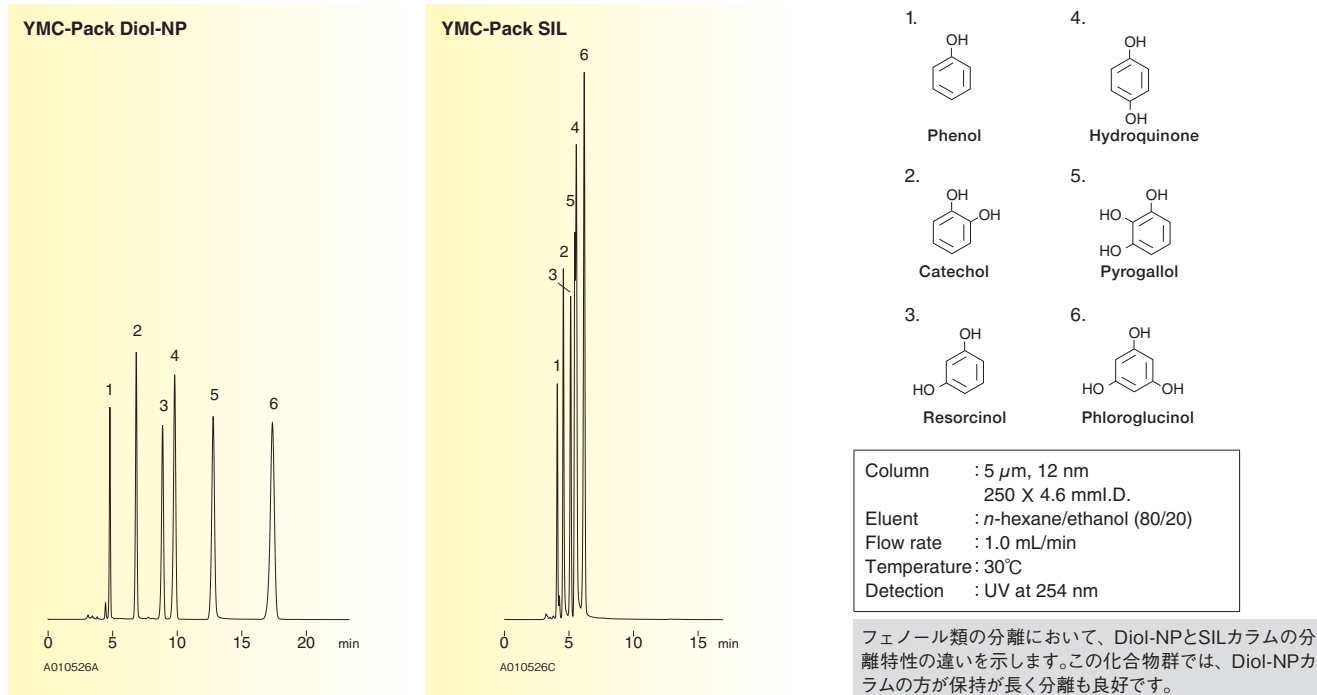 YMC-Pack Diol-NP
1
2
3
4
5
6
0 5 10 15 20 min
A010526A
YMC-Pack SIL
6
4
5
2
3
1
0 5 10 15 min
A010526C
1.
OH
Phenol
4.
OH
OH
Hydroquinone
2.
OH
OH
Catechol
5.
OH
HO
HO
Pyrogallol
3.
OH
HO
Resorcinol
6.
OH
HO OH
Phloroglucinol
Column : 5 µm, 12 nm
250 X 4.6 mmI.D.
Eluent : n-hexane/ethanol (80/20)
Flow rate : 1.0 mL/min
Temperature : 30℃
Detection : UV at 254 nm
フェノール類の分離において、Diol-NPとSILカラムの分
離特性の違いを示します。この化合物群では、Diol-NPカ
ラムの方が保持が長く分離も良好です。